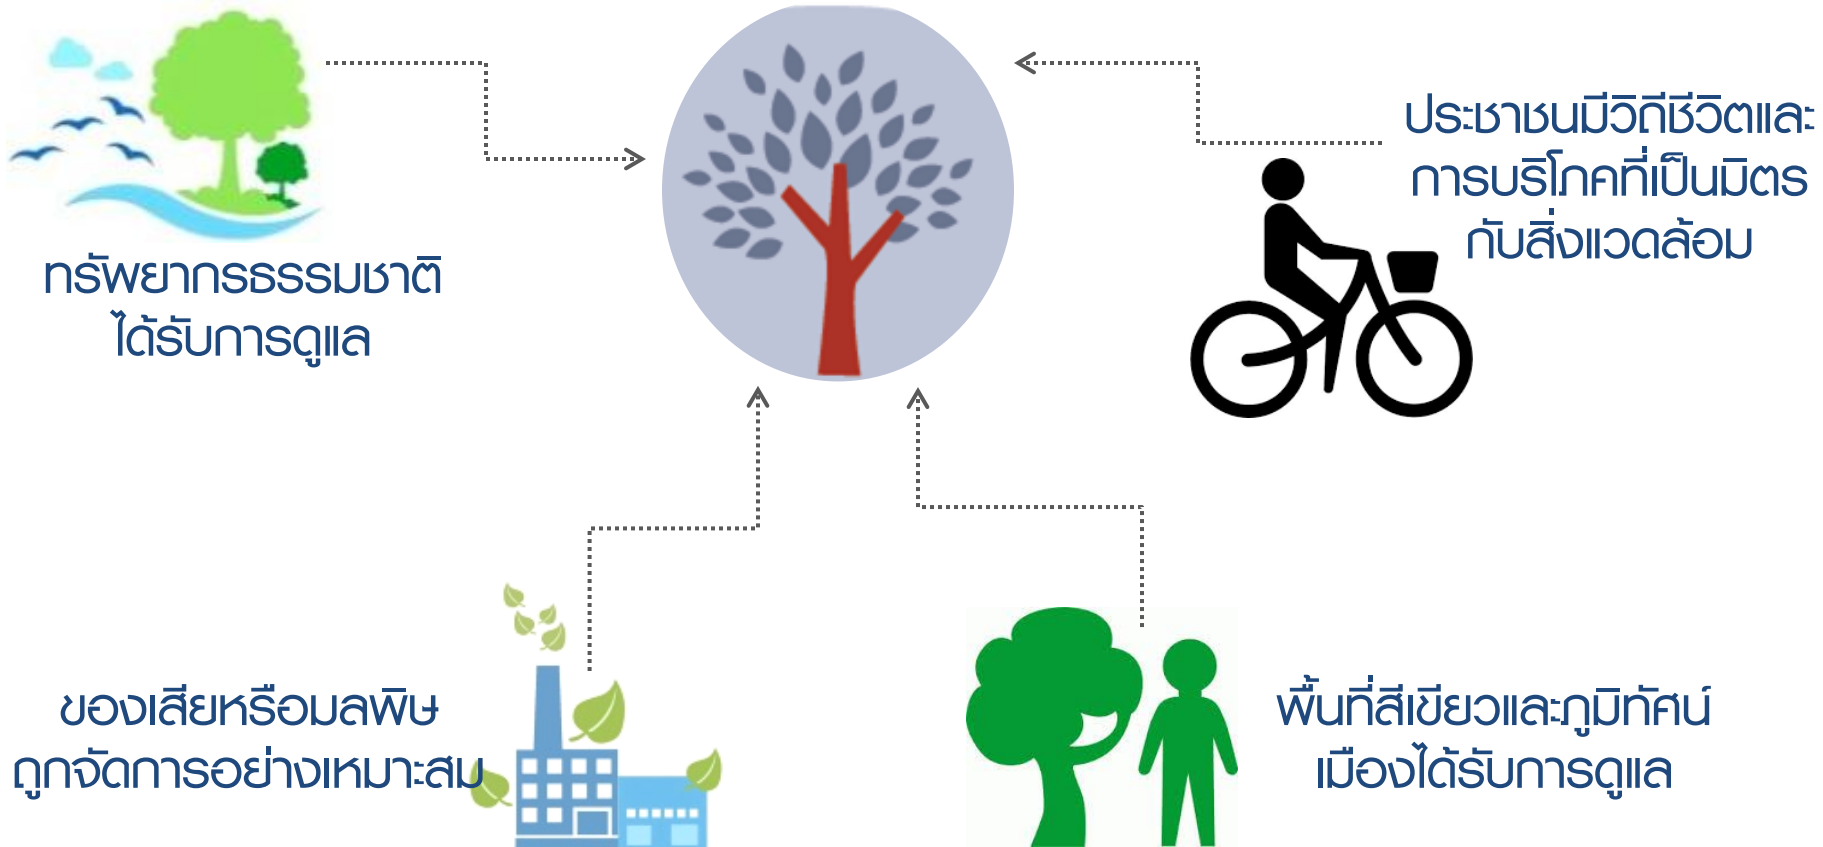 ทรัพยากรธรรมชาติ
ได้รับการดูแล
ประชาชนมีวิถีชีวิตและ
การบริโภคที่เป็นมิตร
กับสิ่งแวดล้อม
ของเสียหรือมลพิษ
ถูกจัดการอย่างเหมาะสม
พื้นที่สีเขียวและภูมิทัศน์
เมืองได้รับการดูแล